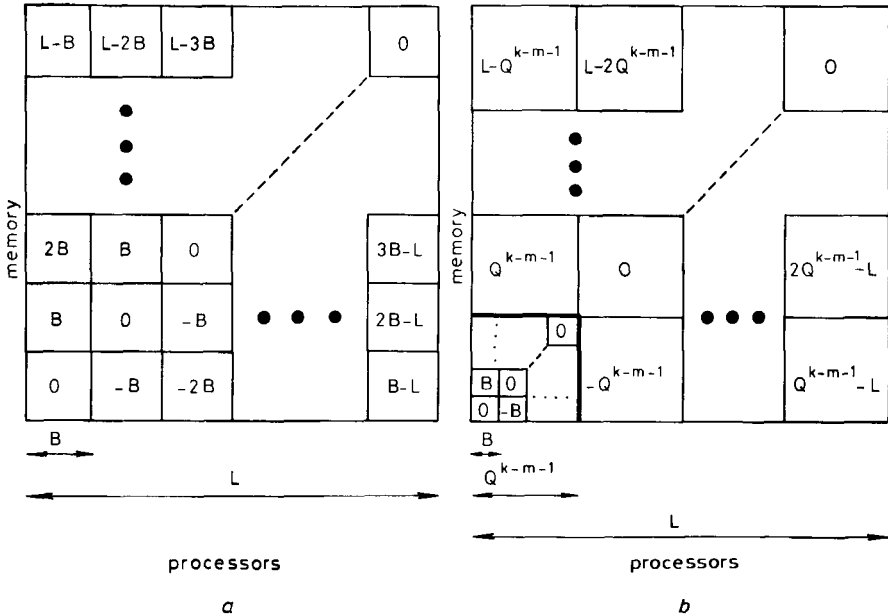 L-B L-2B L-3B 0
memory
2B B 0 3B-L
B 0 -B 2B-L
0 -B -2B B-L
B
L
processors
a
L-Q^{k-m-1} L-2Q^{k-m-1} 0
memory
Q^{k-m-1} 0 2Q^{k-m-1}-L
0
B 0
0 -B
-Q^{k-m-1} Q^{k-m-1}-L
B
Q^{k-m-1}
L
processors
b